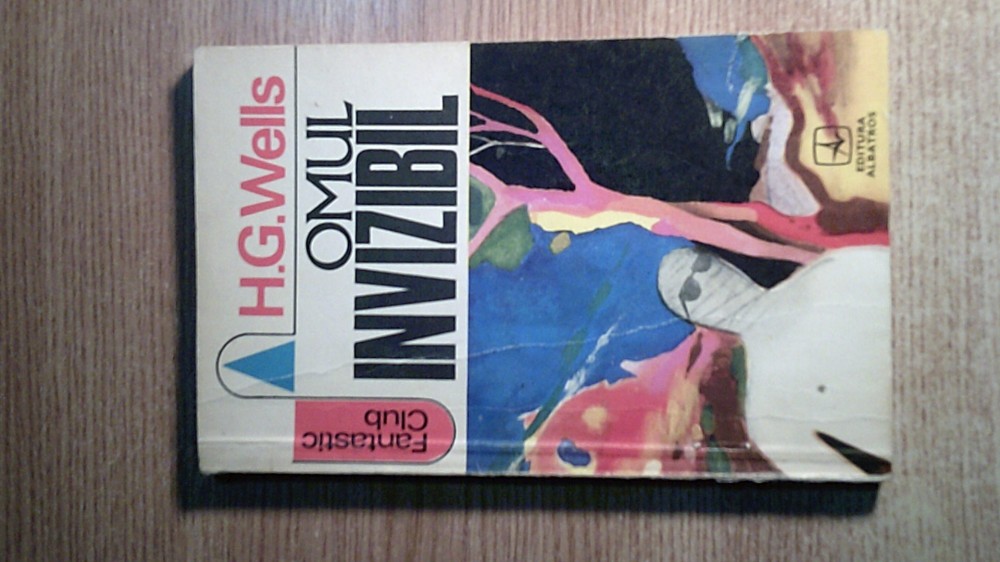 H.G.Wells
OMUL
INVIZIBIL
Fantastic
Club
EDITURA
ALBATROS